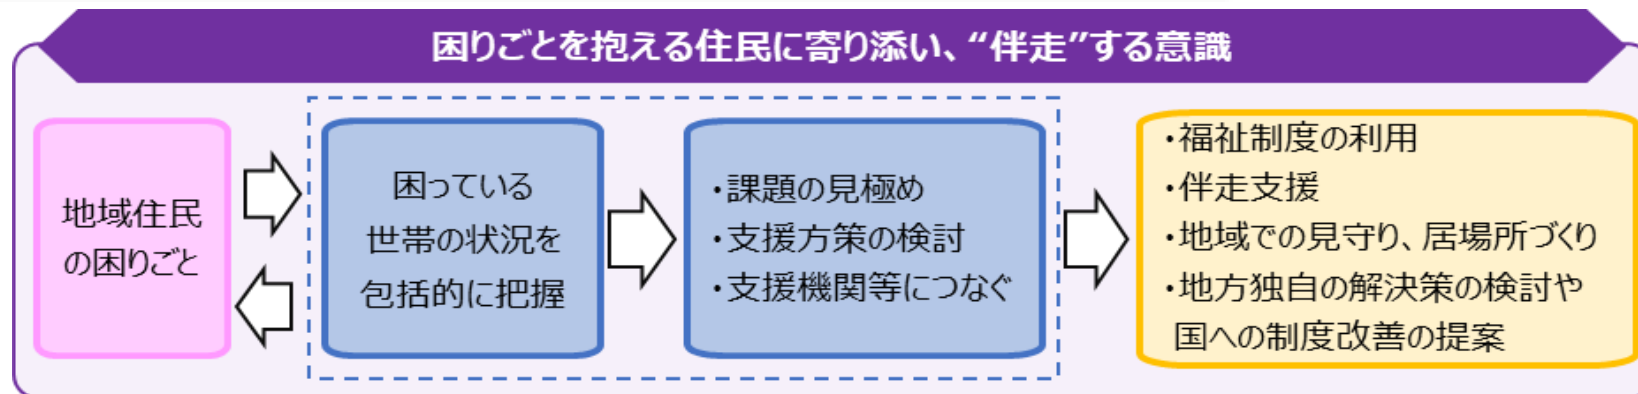 困りごとを抱える住民に寄り添い、“伴走”する意識
地域住民
の困りごと
困っている
世帯の状況を
包括的に把握
・課題の見極め
・支援方策の検討
・支援機関等につなぐ
・福祉制度の利用
・伴走支援
・地域での見守り、居場所づくり
・地方独自の解決策の検討や
国への制度改善の提案